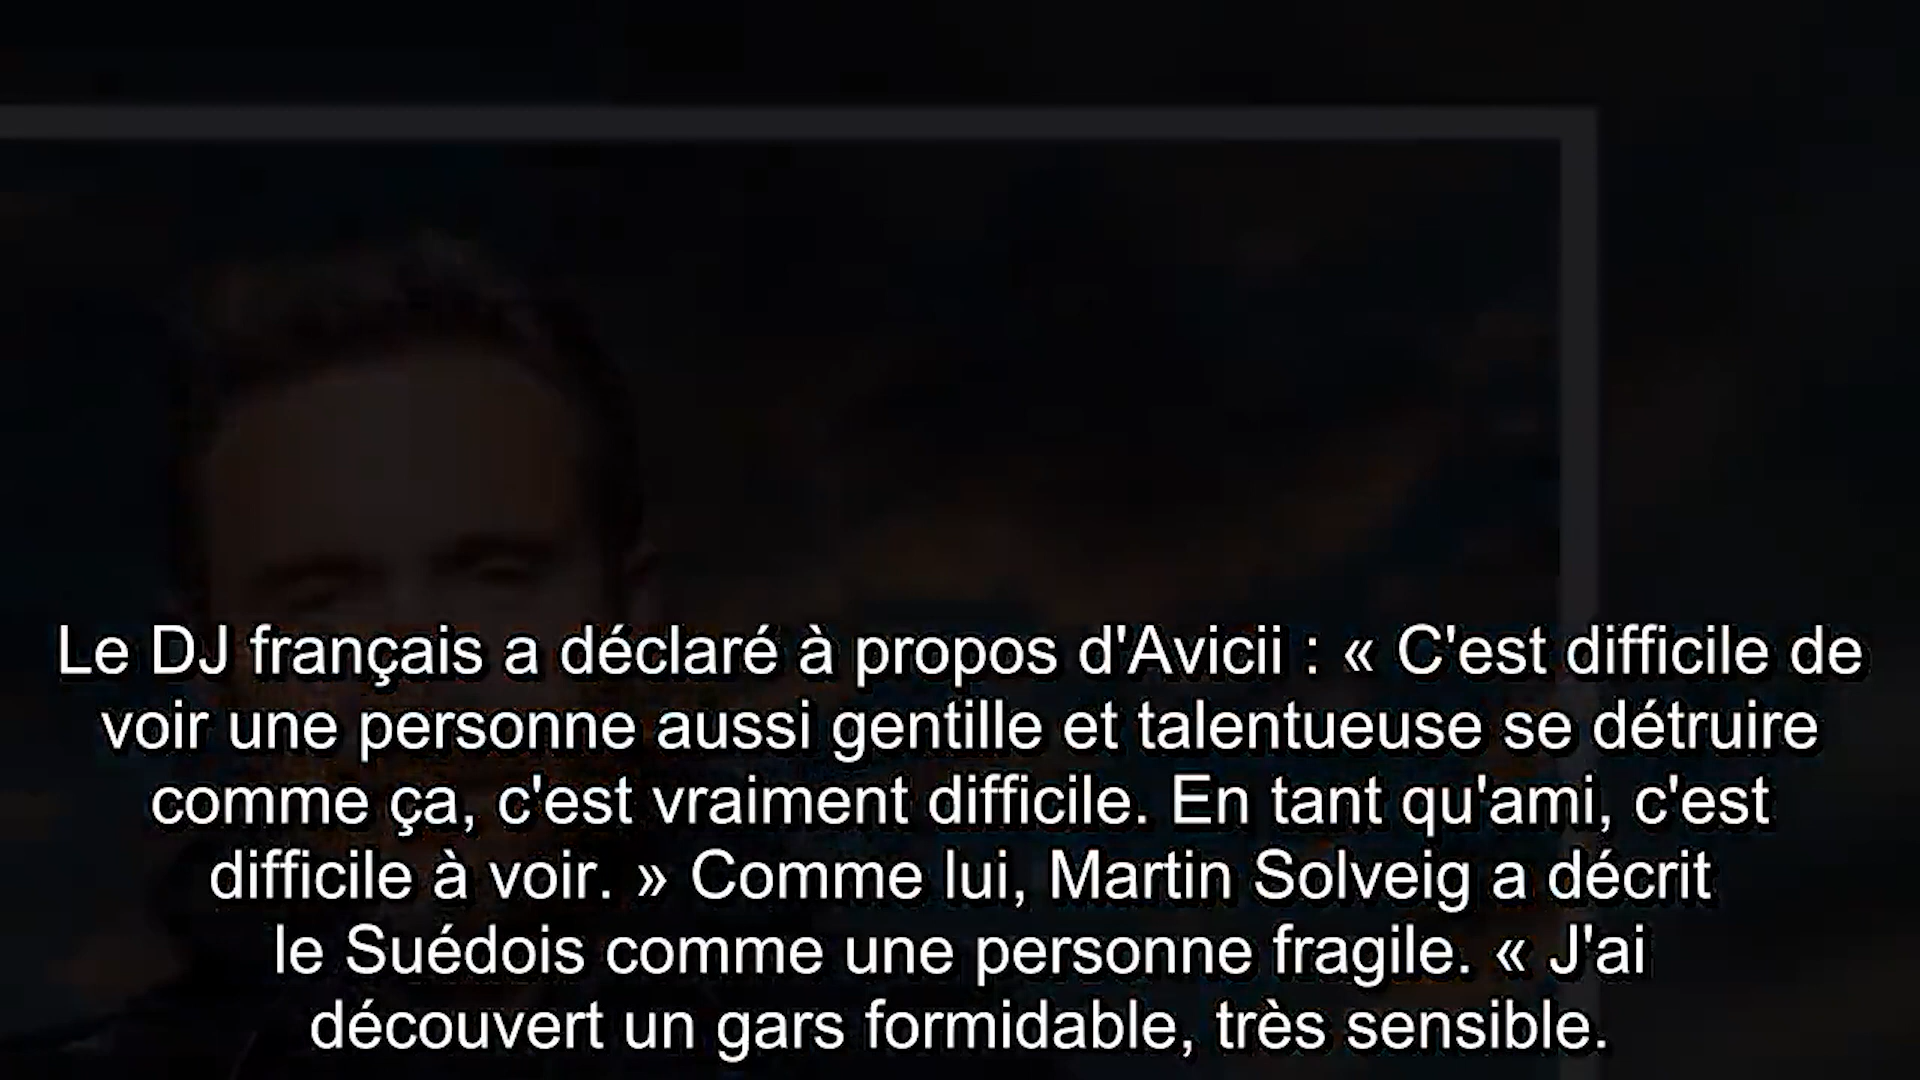 Le DJ français a déclaré à propos d'Avicii : « C'est difficile de
voir une personne aussi gentille et talentueuse se détruire
comme ça, c'est vraiment difficile. En tant qu'ami, c'est
difficile à voir. » Comme lui, Martin Solveig a décrit
le Suédois comme une personne fragile. « J'ai
découvert un gars formidable, très sensible.